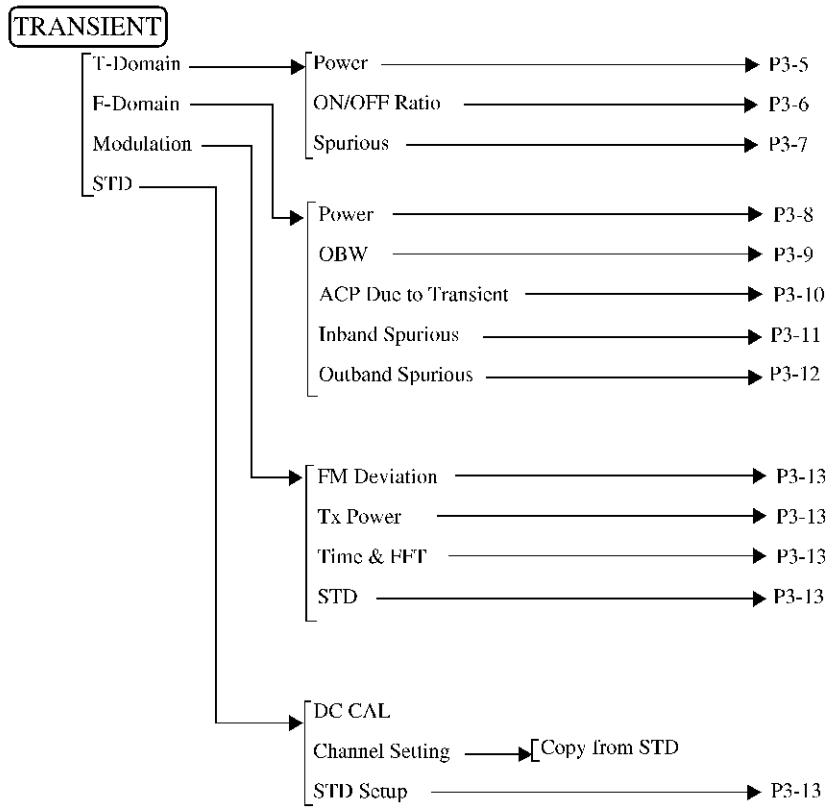 TRANSIENT
T-Domain
F-Domain
Modulation
STD
Power P3-5
ON/OFF Ratio P3-6
Spurious P3-7
Power P3-8
OBW P3-9
ACP Due to Transient P3-10
Inband Spurious P3-11
Outband Spurious P3-12
FM Deviation P3-13
Tx Power P3-13
Time & FFT P3-13
STD P3-13
DC CAL
Channel Setting Copy from STD
STD Setup P3-13